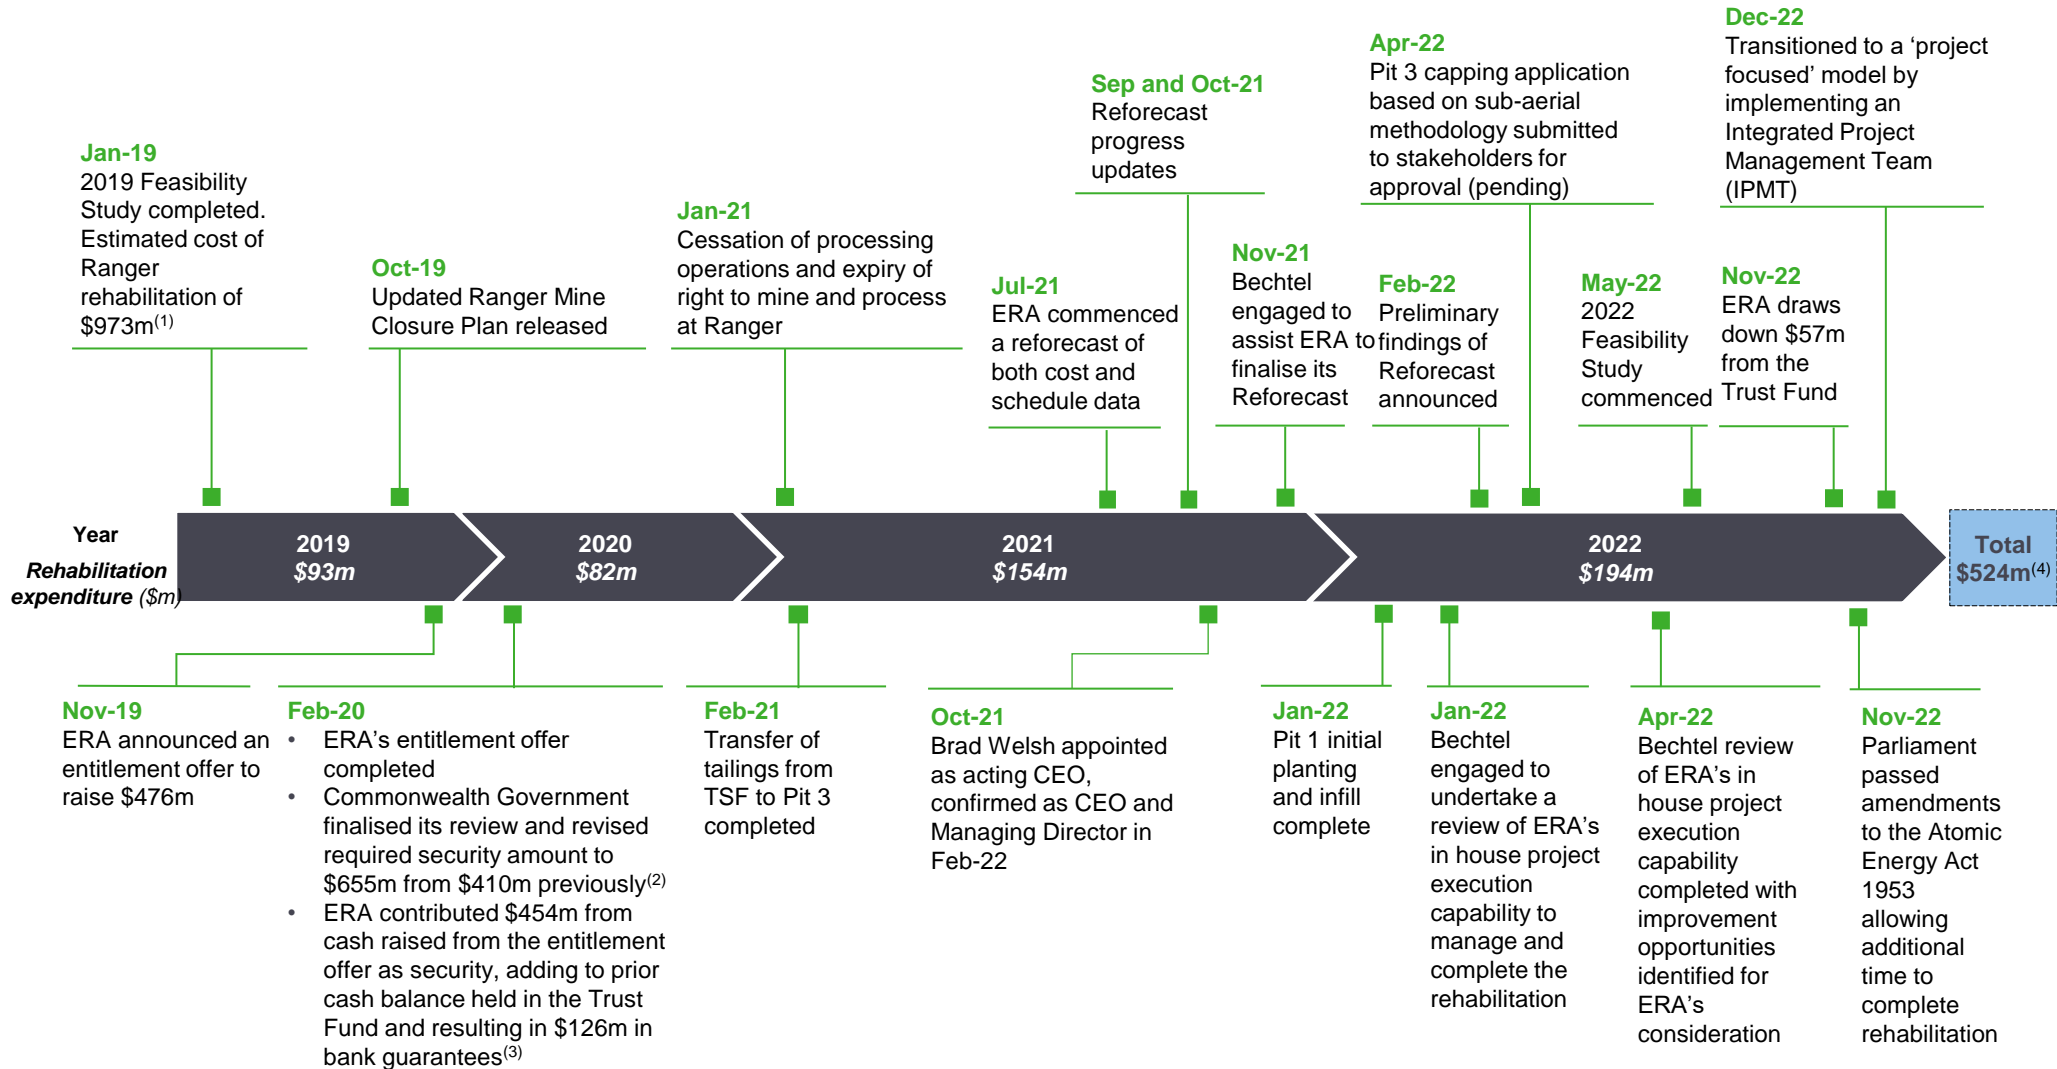 Jan-19
2019 Feasibility
Study completed.
Estimated cost of
Ranger
rehabilitation of
$973m(1)
Oct-19
Updated Ranger Mine
Closure Plan released
Jan-21
Cessation of processing
operations and expiry of
right to mine and process
at Ranger
Jul-21
ERA commenced
a reforecast of
both cost and
schedule data
Sep and Oct-21
Reforecast
progress
updates
Nov-21
Bechtel
engaged to
assist ERA to
finalise its
Reforecast
Feb-22
Preliminary
findings of
Reforecast
announced
Apr-22
Pit 3 capping application
based on sub-aerial
methodology submitted
to stakeholders for
approval (pending)
May-22
2022
Feasibility
Study
commenced
Nov-22
ERA draws
down $57m
from the
Trust Fund
Dec-22
Transitioned to a ‘project
focused’ model by
implementing an
Integrated Project
Management Team
(IPMT)
Year
Rehabilitation
expenditure ($m)
2019
$93m
2020
$82m
2021
$154m
2022
$194m
Total
$524m(4)
Nov-19
ERA announced an
entitlement offer to
raise $476m
Feb-20
• ERA’s entitlement offer
completed
• Commonwealth Government
finalised its review and revised
required security amount to
$655m from $410m previously(2)
• ERA contributed $454m from
cash raised from the entitlement
offer as security, adding to prior
cash balance held in the Trust
Fund and resulting in $126m in
bank guarantees(3)
Feb-21
Transfer of
tailings from
TSF to Pit 3
completed
Oct-21
Brad Welsh appointed
as acting CEO,
confirmed as CEO and
Managing Director in
Feb-22
Jan-22
Pit 1 initial
planting
and infill
complete
Jan-22
Bechtel
engaged to
undertake a
review of ERA’s
in house project
execution
capability to
manage and
complete the
rehabilitation
Apr-22
Bechtel review
of ERA’s in
house project
execution
capability
completed with
improvement
opportunities
identified for
ERA’s
consideration
Nov-22
Parliament
passed
amendments
to the Atomic
Energy Act
1953
allowing
additional
time to
complete
rehabilitation